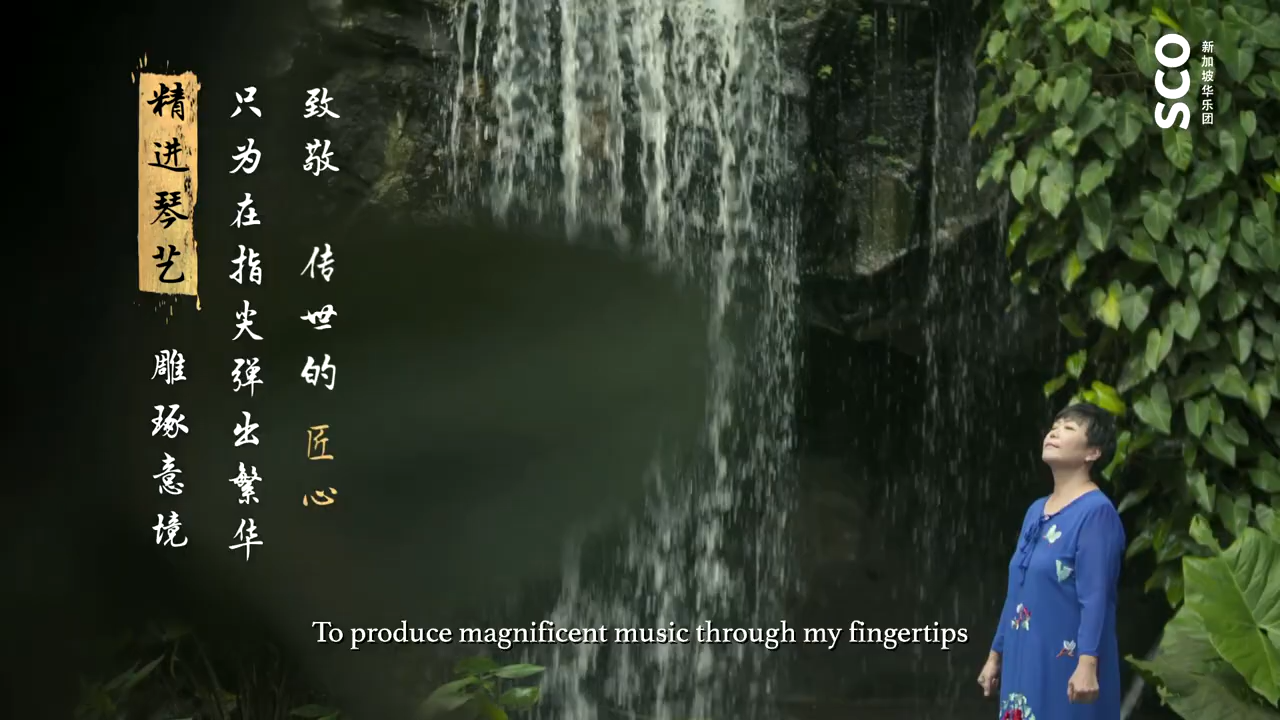 精进琴艺 雕琢意境
只为在指尖弹出繁华
致敬 传世的 匠心
SCO
新加坡华乐团
To produce magnificent music through my fingertips